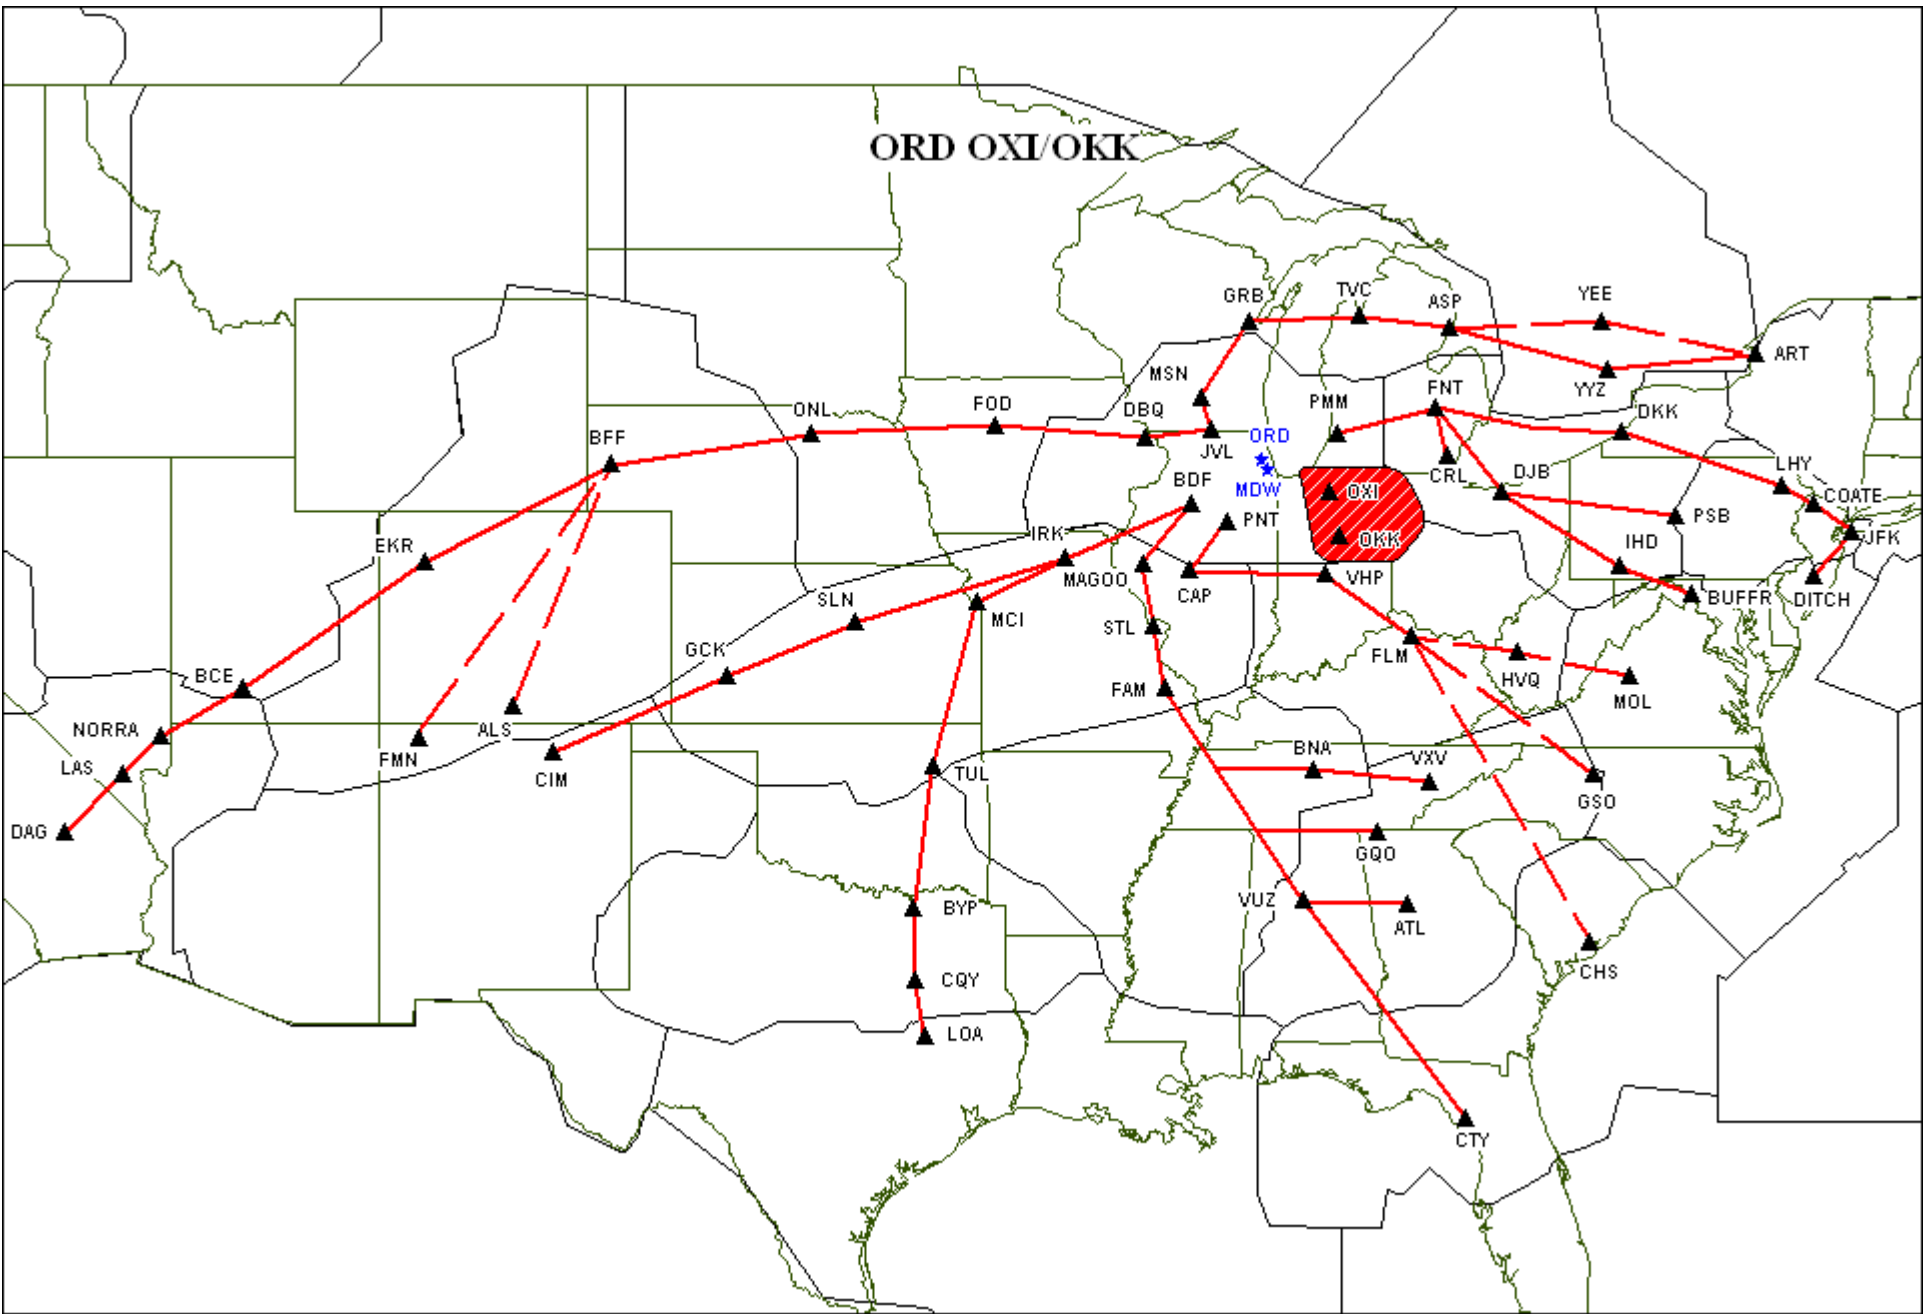 ORD OXI/OKK
GRB
TVC
ASP
YEE
ART
MSN
FNT
YYZ
ONL
FOD
DBQ
PMM
DKK
BFF
JVL
ORD
CRL
DJB
LHY
BDF
MDW
OXI
COATE
PNT
PSB
EKR
IRK
OKK
IHD
JFK
MAGOO
VHP
SLN
CAP
BUFFR
DITCH
MCI
STL
GCK
FLM
BCE
FAM
HVQ
MOL
NORRA
ALS
LAS
FMN
CIM
TUL
BNA
VXV
GSO
DAG
GQO
VUZ
BYP
ATL
CHS
CQY
LOA
CTY